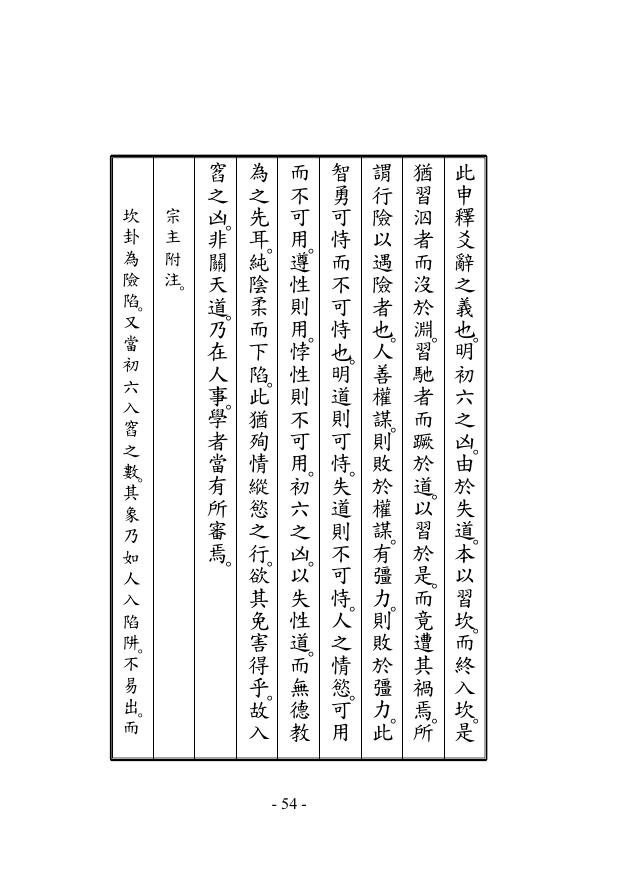 此申釋爻辭之義也。明初六之凶。由於失道。本以習坎。而終入坎。是
猶習泅者而沒於淵。習馳者而蹶於道。以習於是。而竟遭其禍焉。所
謂行險以遇險者也。人善權謀。則敗於權謀。有彊力。則敗於彊力。此
智勇可恃而不可恃也。明道則可恃。失道則不可恃。人之情慾。可用
而不可用。遵性則用。悖性則不可用。初六之凶。以失性道。而無德教
為之先耳。純陰柔而下陷。此猶殉情縱慾之行。欲其免害得乎。故入
窞之凶。非關天道。乃在人事。學者當有所審焉。
宗主附注。
坎卦為險陷。又當初六入窞之數。其象乃如人入陷阱。不易出。而
- 54 -